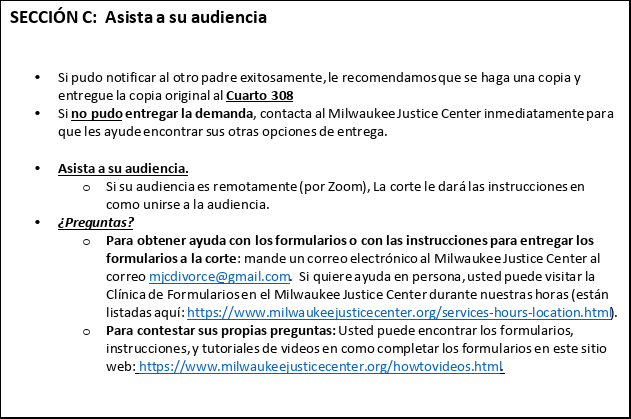 SECCIÓN C:  Asista a su audiencia
• Si pudo notificar al otro padre exitosamente, le recomendamos que se haga una copia y
entregue la copia original al Cuarto 308
• Si no pudo entregar la demanda, contacta al Milwaukee Justice Center inmediatamente para
que les ayude encontrar sus otras opciones de entrega.
• Asista a su audiencia.
o Si su audiencia es remotamente (por Zoom), La corte le dará las instrucciones en
como unirse a la audiencia.
• ¿Preguntas?
o Para obtener ayuda con los formularios o con las instrucciones para entregar los
formularios a la corte: mande un correo electrónico al Milwaukee Justice Center al
correo mjcdivorce@gmail.com.  Si quiere ayuda en persona, usted puede visitar la
Clínica de Formularios en el Milwaukee Justice Center durante nuestras horas (están
listadas aquí: https://www.milwaukeejusticecenter.org/services-hours-location.html).
o Para contestar sus propias preguntas: Usted puede encontrar los formularios,
instrucciones, y tutoriales de videos en como completar los formularios en este sitio
web: https://www.milwaukeejusticecenter.org/howtovideos.html.